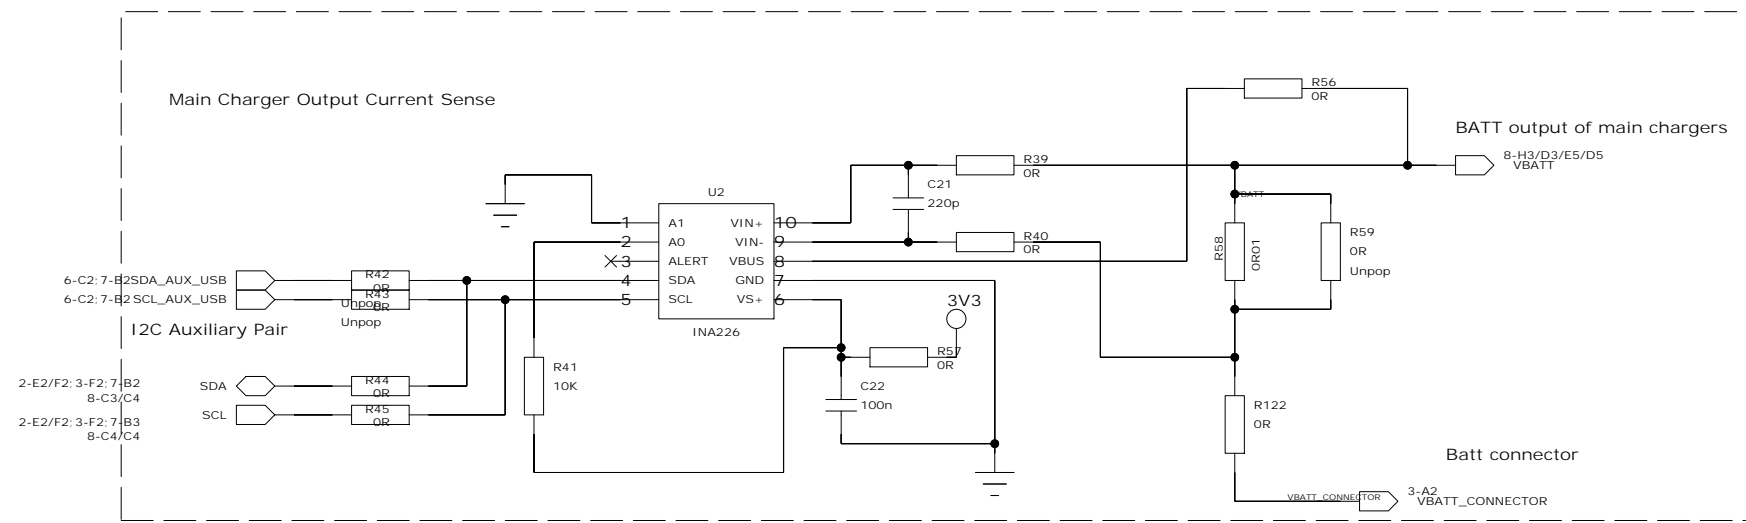 Main Charger Output Current Sense
R56
0R
BATT output of main chargers
8-H3/D3/E5/D5
VBATT
R39
0R
C21
220p
U2
1 A1 VIN+ 10
2 A0 VIN- 9
3 ALERT VBUS 8
4 SDA GND 7
5 SCL VS+ 6
INA226
R40
0R
BATT
R58
0R01
R59
0R
Unpop
6-C2;7-B2 SDA_AUX_USB
R42
0R
Unpop
6-C2;7-B2 SCL_AUX_USB
R43
0R
Unpop
I2C Auxiliary Pair
3V3
R57
0R
R41
10K
C22
100n
2-E2/F2;3-F2;7-B2
8-C3/C4
SDA
R44
0R
2-E2/F2;3-F2;7-B3
8-C4/C4
SCL
R45
0R
R122
0R
Batt connector
VBATT_CONNECTOR
3-A2
VBATT_CONNECTOR